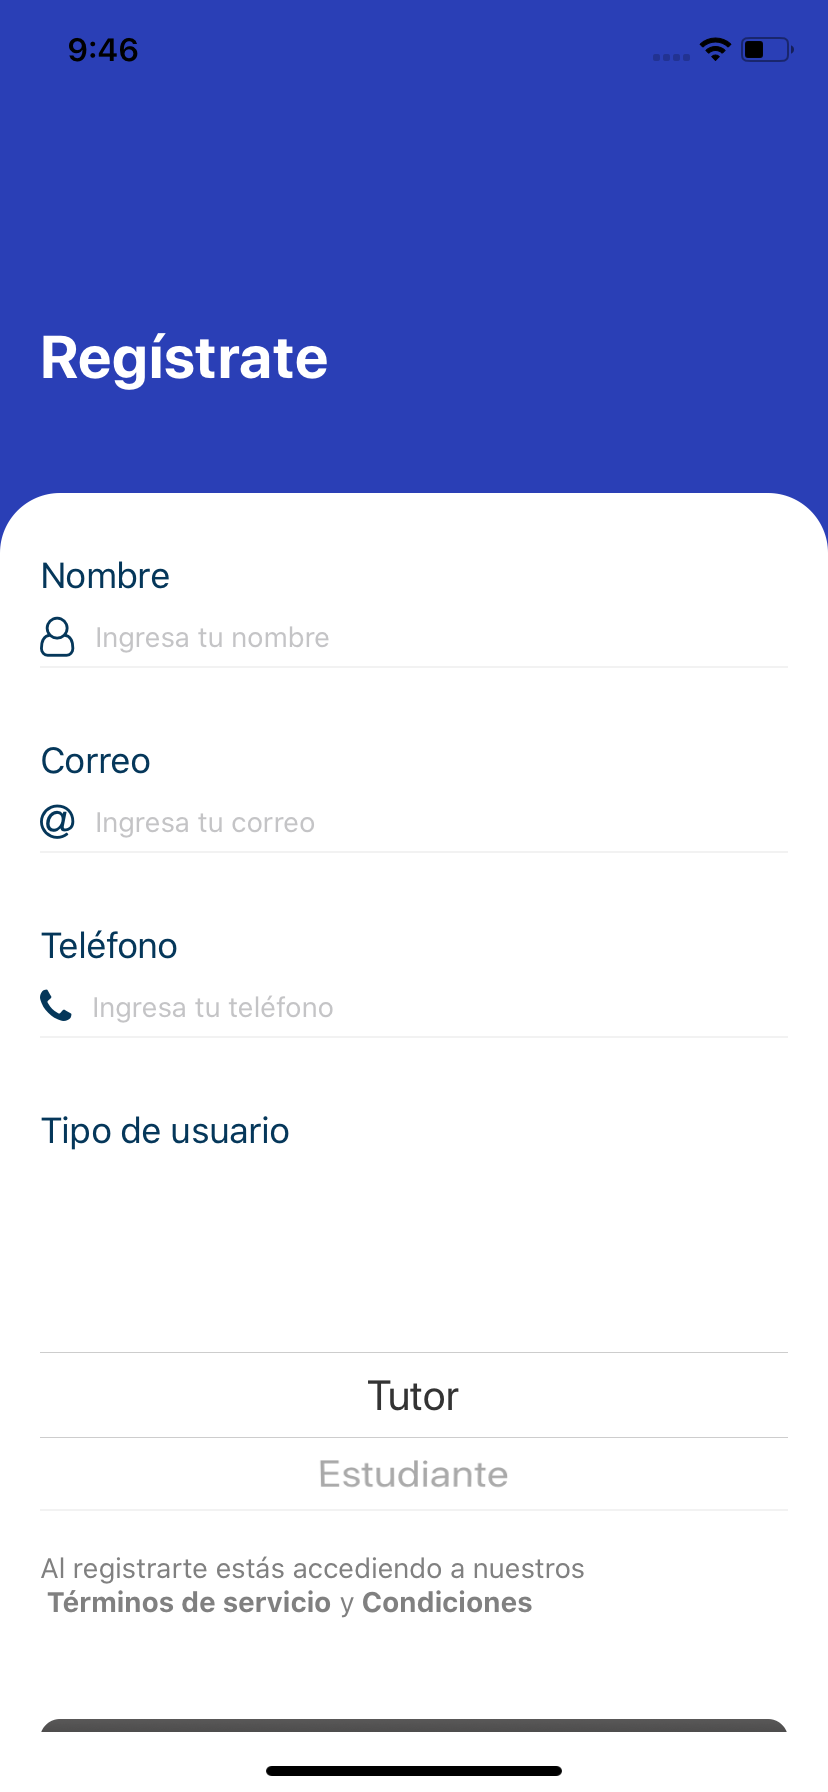 9:46
Regístrate
Nombre
Ingresa tu nombre
Correo
@ Ingresa tu correo
Teléfono
Ingresa tu teléfono
Tipo de usuario
Tutor
Estudiante
Al registrarte estás accediendo a nuestros
Términos de servicio y Condiciones